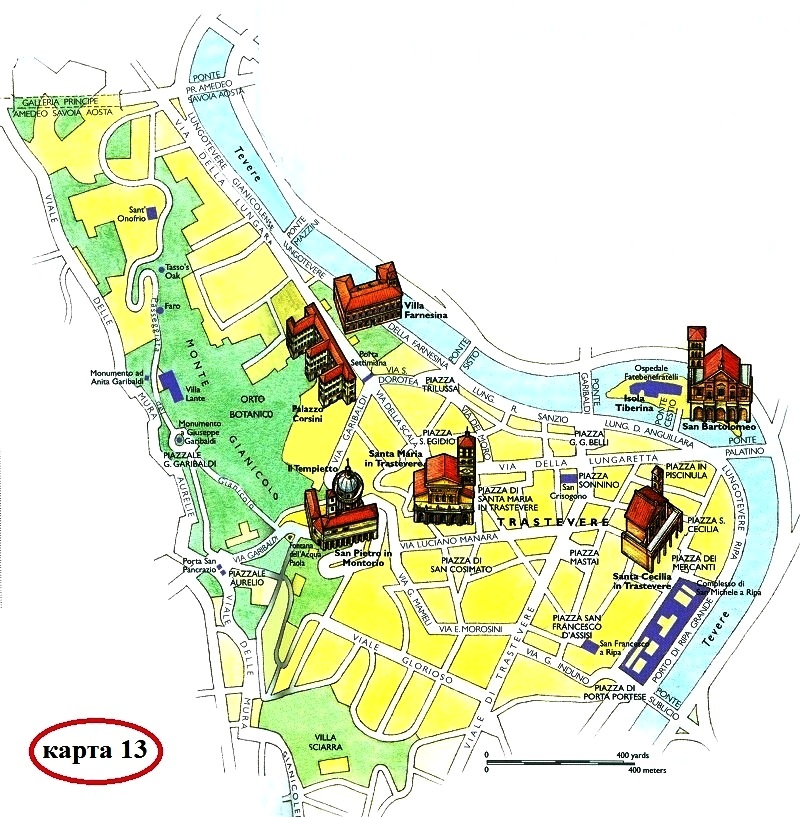 PONTE
PR. AMEDEO
SAVOIA AOSTA
GALLERIA PRINCIPE
AMEDEO SAVOIA AOSTA
LUNGOTEVERE GIANICOLENSE
VIA DELLA LUNGARA
Tevere
PONTE
MAZZINI
LUNGOTEVERE
VIALE DELLE MURA AURELIE
Sant'
Onofrio
Tasso's
Oak
Faro
Passeggiata del Gianicolo
MONTE GIANICOLO
Monumento ad
Anita Garibaldi
Villa
Lante
ORTO
BOTANICO
Monumento
Giuseppe
Garibaldi
PIAZZALE
G. GARIBALDI
Villa
Farnesina
DELLA FARNESINA
PONTE
SISTO
Porta
Settimiana
VIA S.
DOROTEA
PIAZZA
TRILUSSA
Palazzo
Corsini
VIA GARIBALDI
VIA DELLA SCALA
LUNG. R. SANZIO
PONTE
GARIBALDI
Ospedale
Fatebenefratelli
Isola
Tiberina
PONTE
CESTIO
San Bartolomeo
LUNG. D. ANGUILLARA
PONTE
PALATINO
PIAZZA
S. EGIDIO
VIA DEL MORO
PIAZZA
G. G. BELLI
Santa Maria
in Trastevere
VIA DELLA LUNGARETTA
PIAZZA IN
PISCINULA
Il Tempietto
San
Crisogono
PIAZZA
SONNINO
PIAZZA DI
SANTA MARIA
IN TRASTEVERE
TRASTEVERE
PIAZZA S.
CECILIA
LUNGOTEVERE RIPA
VIA LUCIANO MANARA
San Pietro in
Montorio
Fontana
dell'Acqua
Paola
VIA GARIBALDI
Porta San
Pancrazio
PIAZZALE
AURELIO
PIAZZA DI
SAN COSIMATO
PIAZZA
MASTAI
PIAZZA DEI
MERCANTI
Santa Cecilia
in Trastevere
Complesso di
San Michele a Ripa
VIA G. MAMELI
VIA E. MOROSINI
VIALE GLORIOSO
VIALE DI TRASTEVERE
PIAZZA SAN
FRANCESCO
D'ASSISI
San Francesco
a Ripa
VIA G. INDUNO
PORTO DI RIPA GRANDE
Tevere
PIAZZA DI
PORTA PORTESE
PONTE
SUBLICIO
VIALE DELLE MURA GIANICOLENSI
VILLA
SCIARRA
карта 13
0 400 yards
0 400 meters